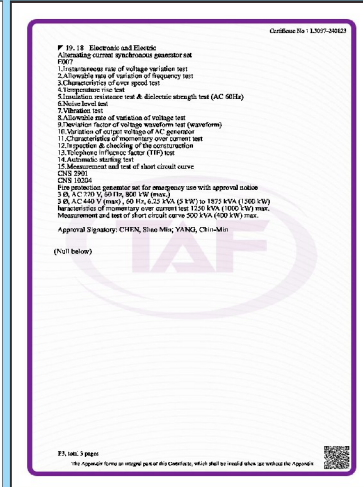 Certificate No : L3037-240823
19. 18 Electronic and Electric
Alternating current synchronous generator set
F007
1.Instantaneous rate of voltage variation test
2.Allowable rate of variation of frequency test
3.Characteristics of over speed test
4.Temperature rise test
5.Insulation resistance test & dielectric strength test (AC 60Hz)
6.Noise level test
7.Vibration test
8.Allowable rate of variation of voltage test
9.Deviation factor of voltage waveform test (waveform)
10.Variation of output voltage of AC generator
11.Characteristics of momentary over current test
12.Inspection & checking of the construction
13.Telephone influence factor (TIF) test
14.Automatic starting test
15.Measurement and test of short circuit curve
CNS 2901
CNS 10204
Fire protection generator set for emergency use with approval notice
3 Ø, AC 220 V, 60 Hz, 800 kW (max.)
3 Ø, AC 440 V (max) , 60 Hz, 6.25 kVA (5 kW) to 1875 kVA (1500 kW)
haracteristics of momentary over current test 1250 kVA (1000 kW) max.
Measurement and test of short circuit curve 500 kVA (400 kW) max.
Approval Signatory: CHEN, Shao Min; YANG, Chin-Min
(Null below)
IAF
P3, total 3 pages
The Appendix forms an integral part of this Certificate, which shall be invalid when use without the Appendix